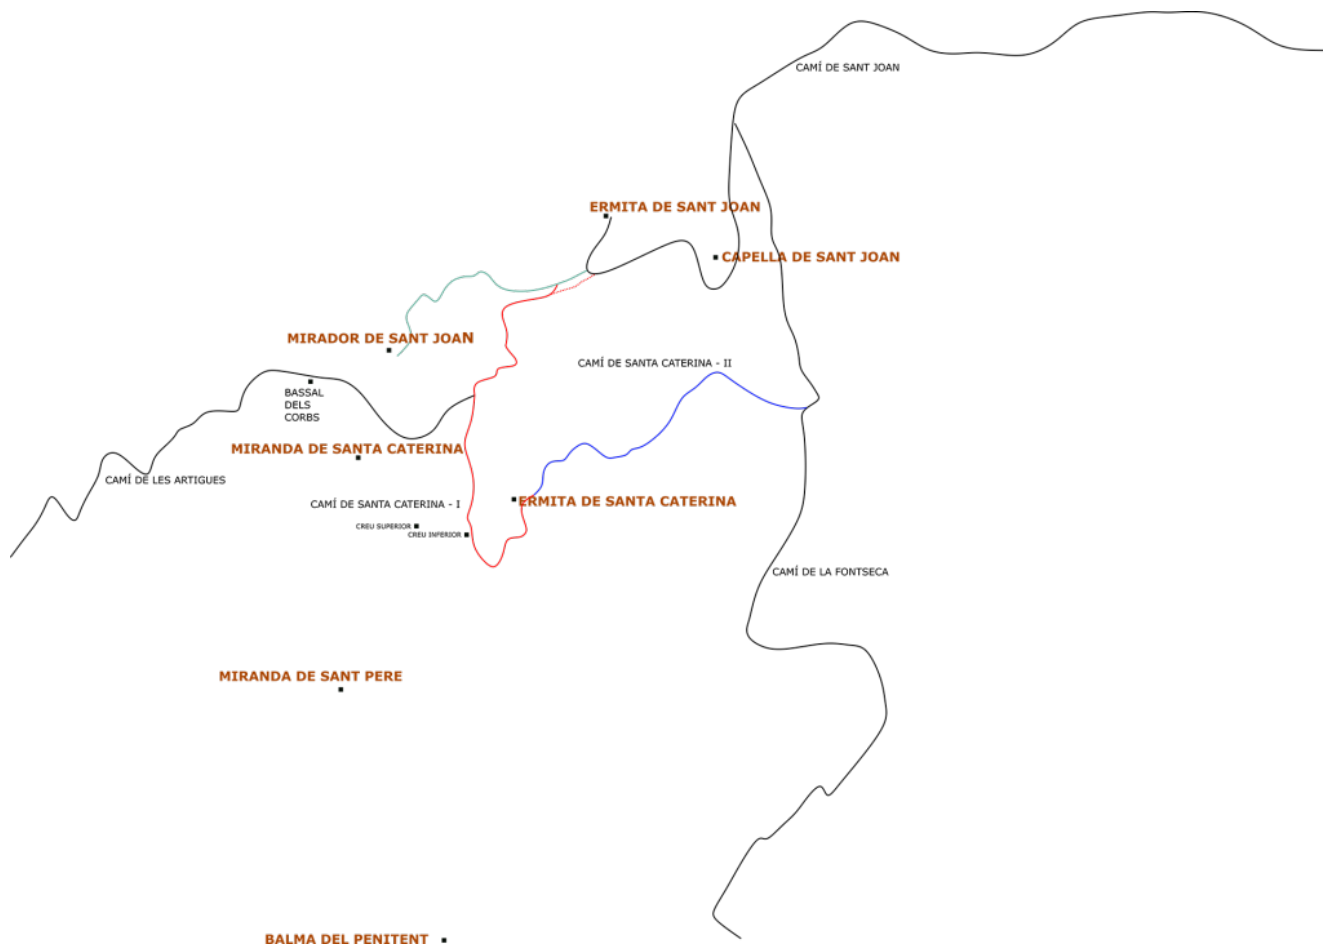 CAMÍ DE SANT JOAN
ERMITA DE SANT JOAN
CAPELLA DE SANT JOAN
MIRADOR DE SANT JOAN
CAMÍ DE SANTA CATERINA - II
BASSAL
DELS
CORBS
MIRANDA DE SANTA CATERINA
CAMÍ DE LES ARTIGUES
CAMÍ DE SANTA CATERINA - I
ERMITA DE SANTA CATERINA
CREU SUPERIOR
CREU INFERIOR
CAMÍ DE LA FONTSECA
MIRANDA DE SANT PERE
BALMA DEL PENITENT